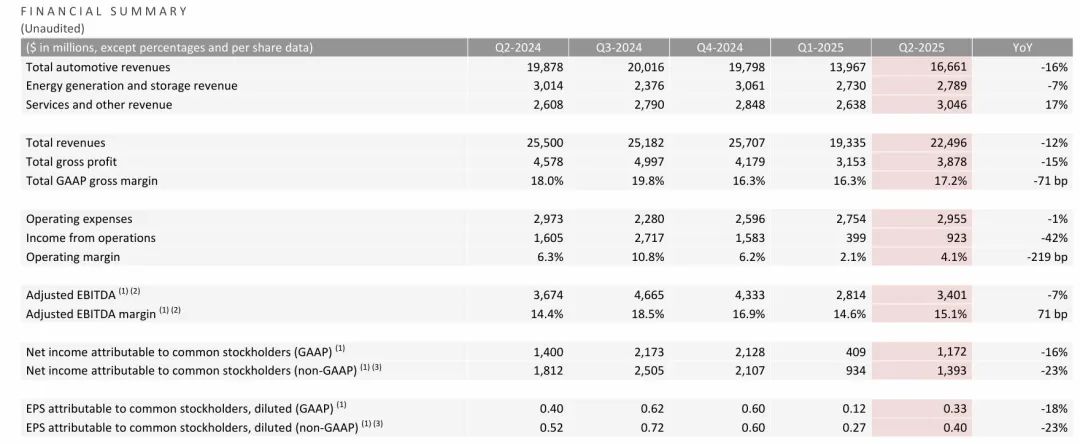 FINANCIAL SUMMARY
(Unaudited)
($ in millions, except percentages and per share data) Q2-2024 Q3-2024 Q4-2024 Q1-2025 Q2-2025 YoY
Total automotive revenues 19,878 20,016 19,798 13,967 16,661 -16%
Energy generation and storage revenue 3,014 2,376 3,061 2,730 2,789 -7%
Services and other revenue 2,608 2,790 2,848 2,638 3,046 17%
Total revenues 25,500 25,182 25,707 19,335 22,496 -12%
Total gross profit 4,578 4,997 4,179 3,153 3,878 -15%
Total GAAP gross margin 18.0% 19.8% 16.3% 16.3% 17.2% -71 bp
Operating expenses 2,973 2,280 2,596 2,754 2,955 -1%
Income from operations 1,605 2,717 1,583 399 923 -42%
Operating margin 6.3% 10.8% 6.2% 2.1% 4.1% -219 bp
Adjusted EBITDA (1) (2) 3,674 4,665 4,333 2,814 3,401 -7%
Adjusted EBITDA margin (1) (2) 14.4% 18.5% 16.9% 14.6% 15.1% 71 bp
Net income attributable to common stockholders (GAAP) (1) 1,400 2,173 2,128 409 1,172 -16%
Net income attributable to common stockholders (non-GAAP) (1) (3) 1,812 2,505 2,107 934 1,393 -23%
EPS attributable to common stockholders, diluted (GAAP) (1) 0.40 0.62 0.60 0.12 0.33 -18%
EPS attributable to common stockholders, diluted (non-GAAP) (1) (3) 0.52 0.72 0.60 0.27 0.40 -23%